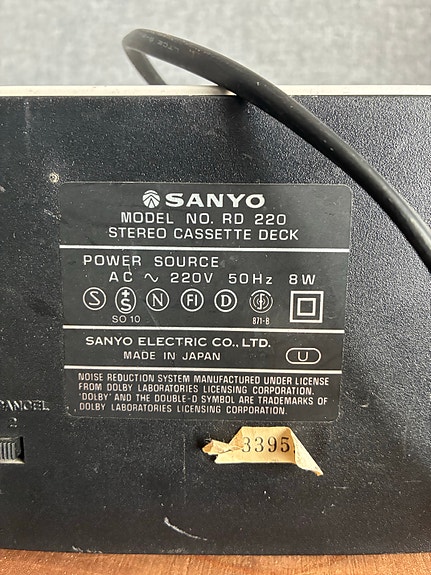 SANYO
MODEL NO. RD 220
STEREO CASSETTE DECK
POWER SOURCE
AC ~ 220V 50Hz 8W
S S N FI D
SO 10 871-B
SANYO ELECTRIC CO., LTD.
MADE IN JAPAN U
NOISE REDUCTION SYSTEM MANUFACTURED UNDER LICENSE
FROM DOLBY LABORATORIES LICENSING CORPORATION.
'DOLBY' AND THE DOUBLE-D SYMBOL ARE TRADEMARKS OF
DOLBY LABORATORIES LICENSING CORPORATION.
CANCEL
2
3395